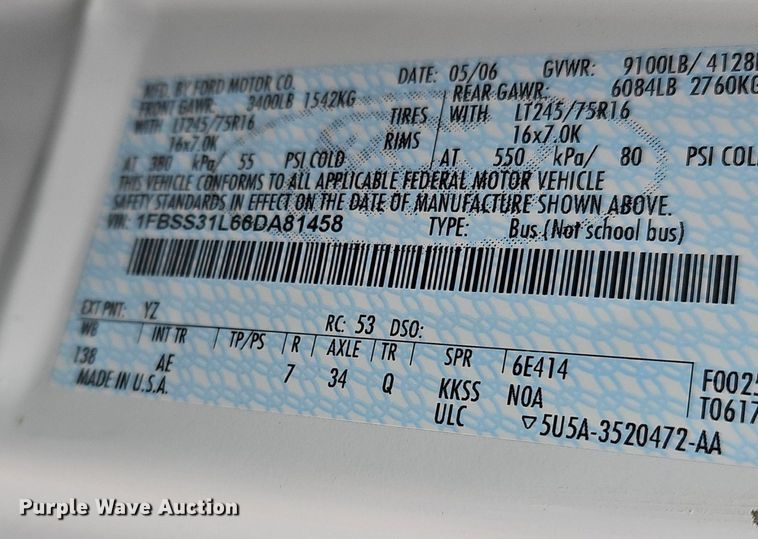 MFD. BY FORD MOTOR CO.
DATE: 05/06 GVWR: 9100LB/ 4128
FRONT GAWR: 3400LB 1542KG
REAR GAWR: 6084LB 2760KG
WITH LT245/75R16 TIRES WITH LT245/75R16
16x7.0K RIMS 16x7.0K
AT 380 kPa/ 55 PSI COLD AT 550 kPa/ 80 PSI COL
THIS VEHICLE CONFORMS TO ALL APPLICABLE FEDERAL MOTOR VEHICLE
SAFETY STANDARDS IN EFFECT ON THE DATE OF MANUFACTURE SHOWN ABOVE.
VIN: 1FBSS31L66DA81458 TYPE: Bus (Not school bus)
EXT PNT: YZ RC: 53 DSO:
WB INT TR TP/PS R AXLE TR SPR 6E414 F0025
138 AE 7 34 Q KKSS NOA T0617
MADE IN U.S.A. ULC ▽5U5A-3520472-AA
Purple Wave Auction